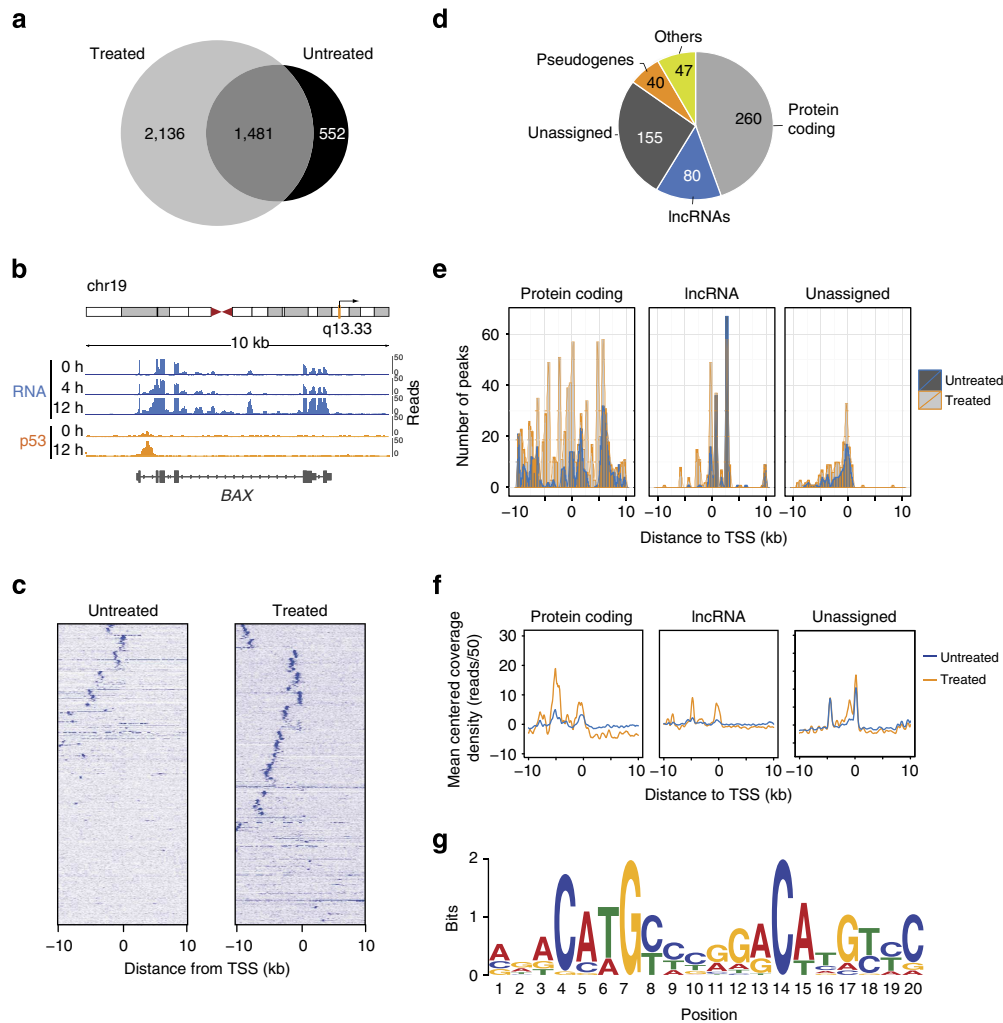 a
Treated
Untreated
2,136
1,481
552
d
Others
Pseudogenes
47
40
Protein
coding
260
Unassigned
155
80
lncRNAs
b
chr19
q13.33
10 kb
RNA
0 h
4 h
12 h
p53
0 h
12 h
50
0
50
0
50
0
50
0
50
0
Reads
BAX
e
Protein coding
lncRNA
Unassigned
Number of peaks
60
40
20
0
−10
0
10
−10
0
10
−10
0
10
Distance to TSS (kb)
Untreated
Treated
c
Untreated
Treated
−10
0
10
−10
0
10
Distance from TSS (kb)
f
Protein coding
lncRNA
Unassigned
Mean centered coverage
density (reads/50)
30
20
10
0
−10
−10
0
10
−10
0
10
−10
0
10
Distance to TSS (kb)
Untreated
Treated
g
Bits
2
1
0
1 2 3 4 5 6 7 8 9 10 11 12 13 14 15 16 17 18 19 20
Position